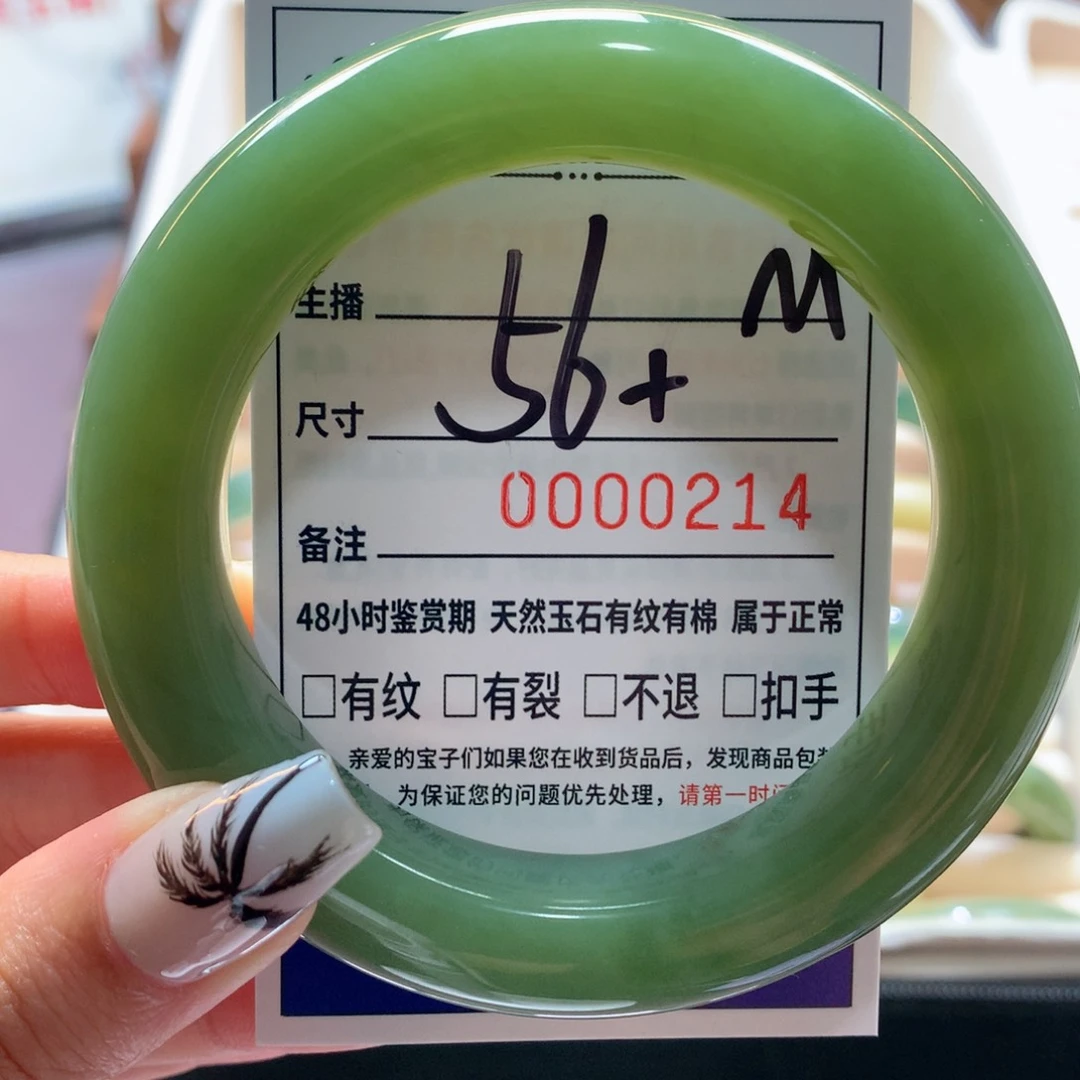 主播
M
尺寸 56+
0000214
备注
48小时鉴赏期 天然玉石有纹有棉 属于正常
□有纹 □有裂 □不退 □扣手
亲爱的宝子们如果您在收到货品后，发现商品包装
为保证您的问题优先处理，请第一时间